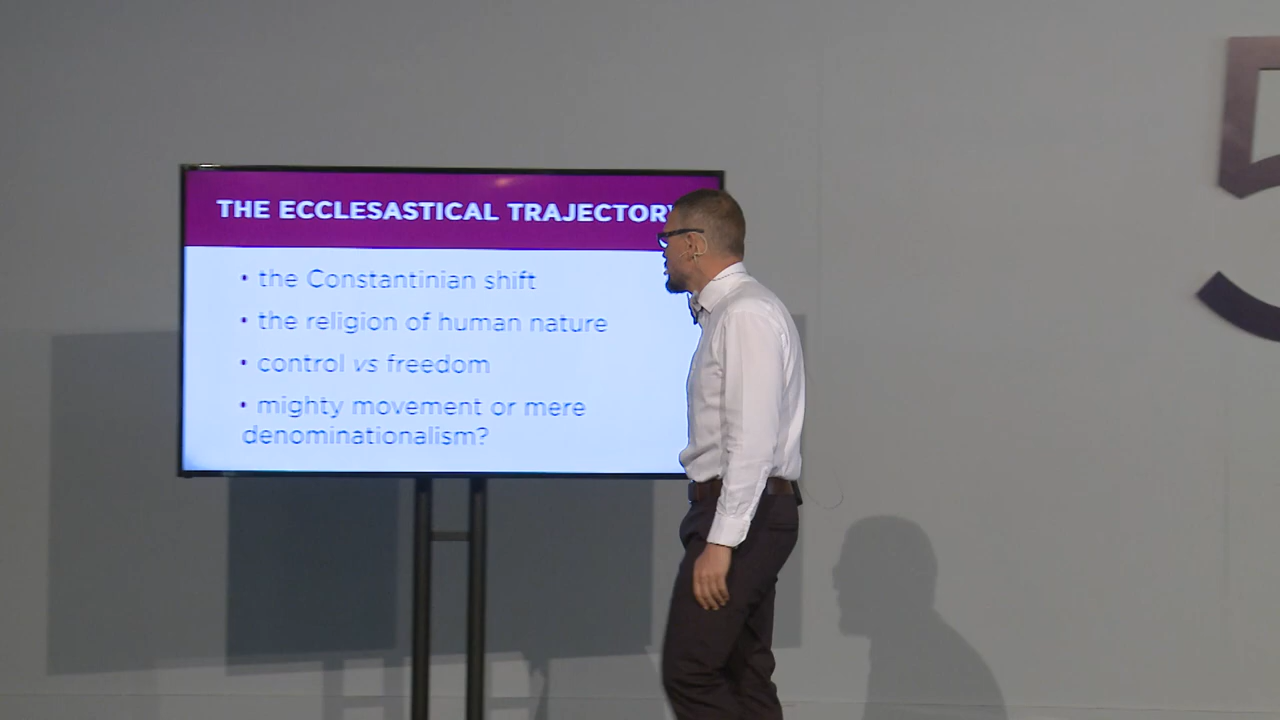 THE ECCLESASTICAL TRAJECTORY
• the Constantinian shift
• the religion of human nature
• control vs freedom
• mighty movement or mere
denominationalism?
5